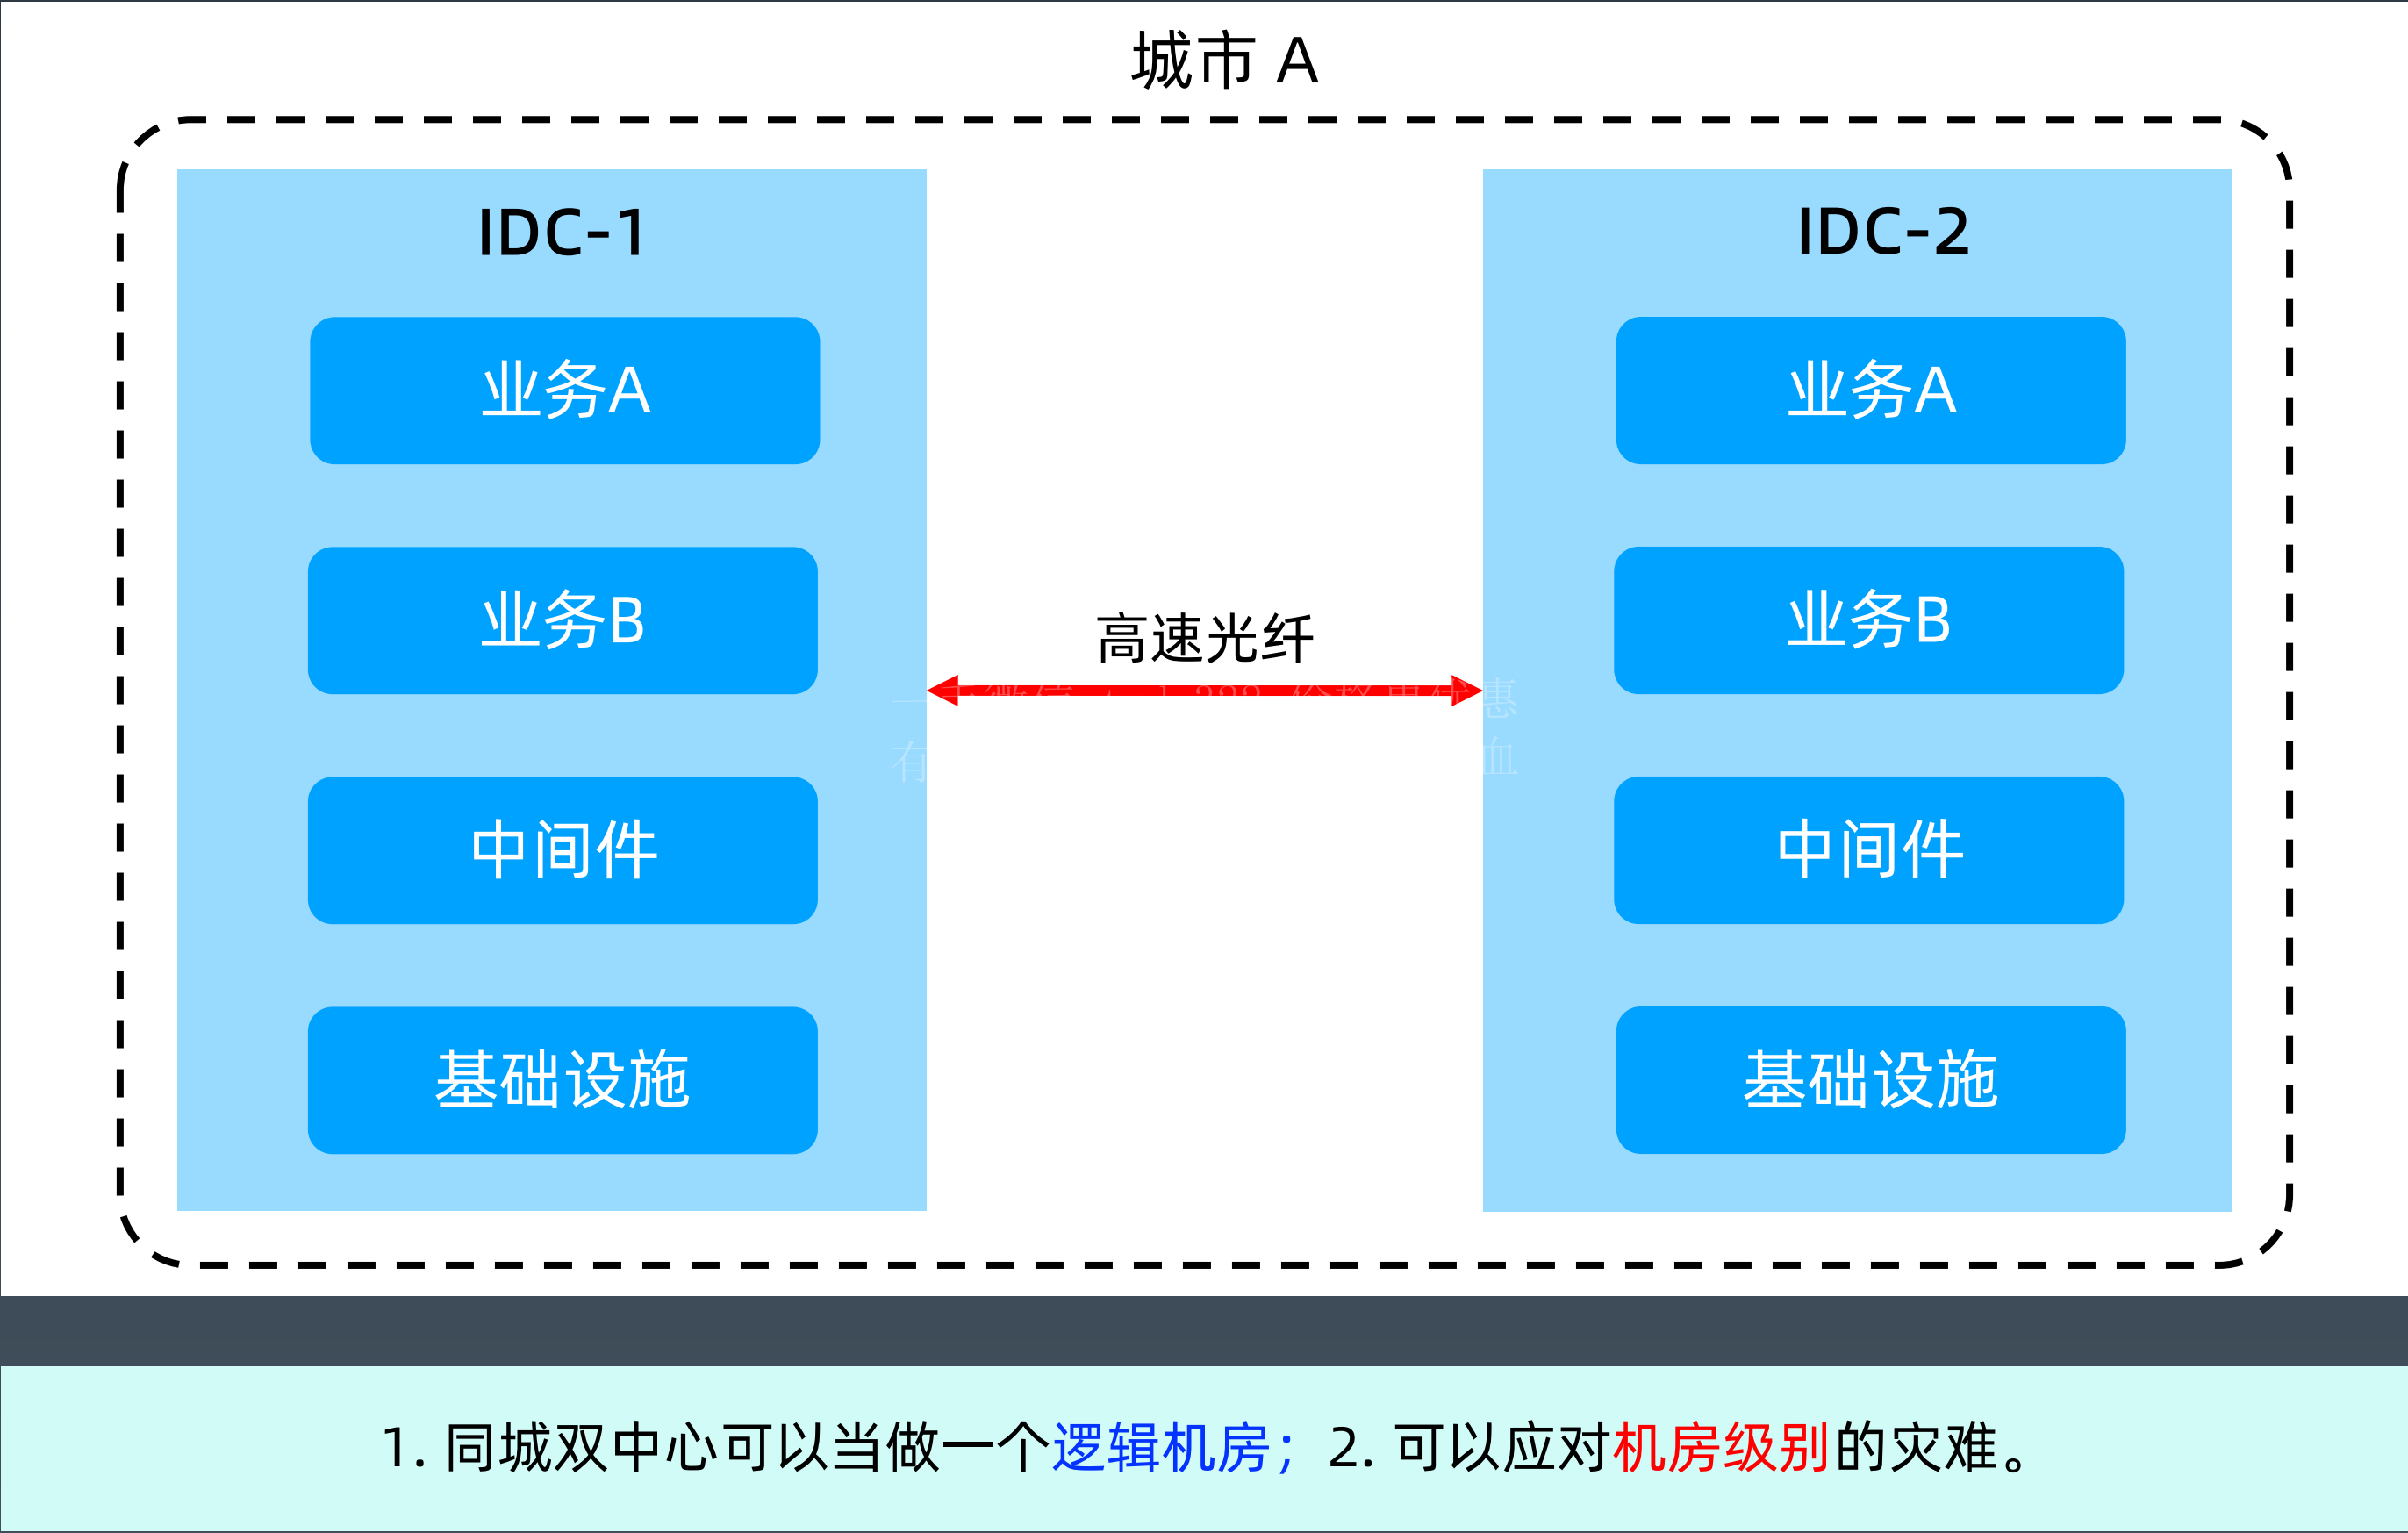 城市 A
IDC-1
业务A
业务B
中间件
基础设施
高速光纤
IDC-2
业务A
业务B
中间件
基础设施
1. 同城双中心可以当做一个逻辑机房; 2. 可以应对机房级别的灾难。